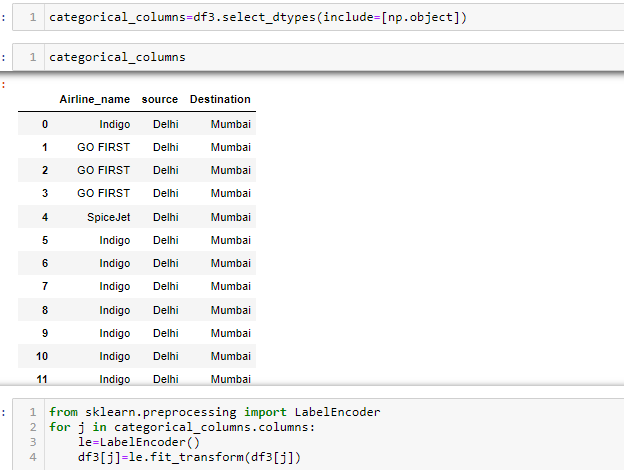 : 1 categorical_columns=df3.select_dtypes(include=[np.object])
: 1 categorical_columns
:
Airline_name source Destination
0 Indigo Delhi Mumbai
1 GO FIRST Delhi Mumbai
2 GO FIRST Delhi Mumbai
3 GO FIRST Delhi Mumbai
4 SpiceJet Delhi Mumbai
5 Indigo Delhi Mumbai
6 Indigo Delhi Mumbai
7 Indigo Delhi Mumbai
8 Indigo Delhi Mumbai
9 Indigo Delhi Mumbai
10 Indigo Delhi Mumbai
11 Indigo Delhi Mumbai
: 1 from sklearn.preprocessing import LabelEncoder
2 for j in categorical_columns.columns:
3     le=LabelEncoder()
4     df3[j]=le.fit_transform(df3[j])